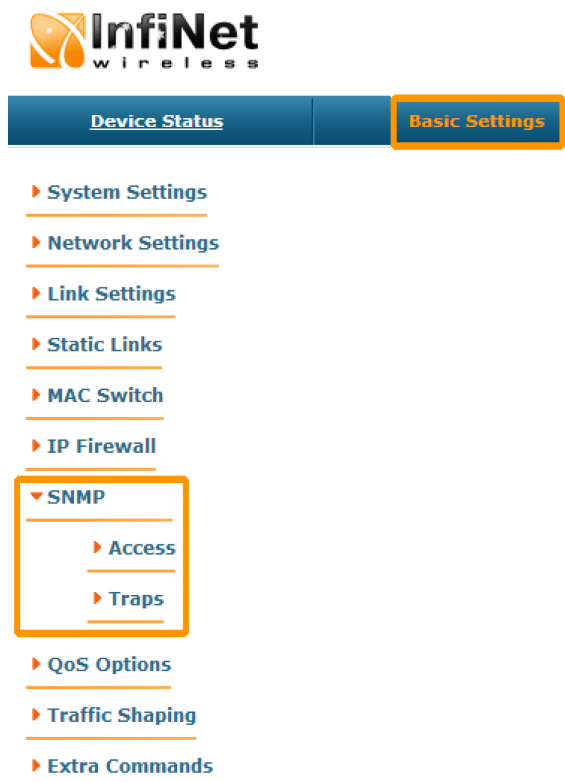 InfiNet
wireless
Device Status Basic Settings
System Settings
Network Settings
Link Settings
Static Links
MAC Switch
IP Firewall
SNMP
Access
Traps
QoS Options
Traffic Shaping
Extra Commands